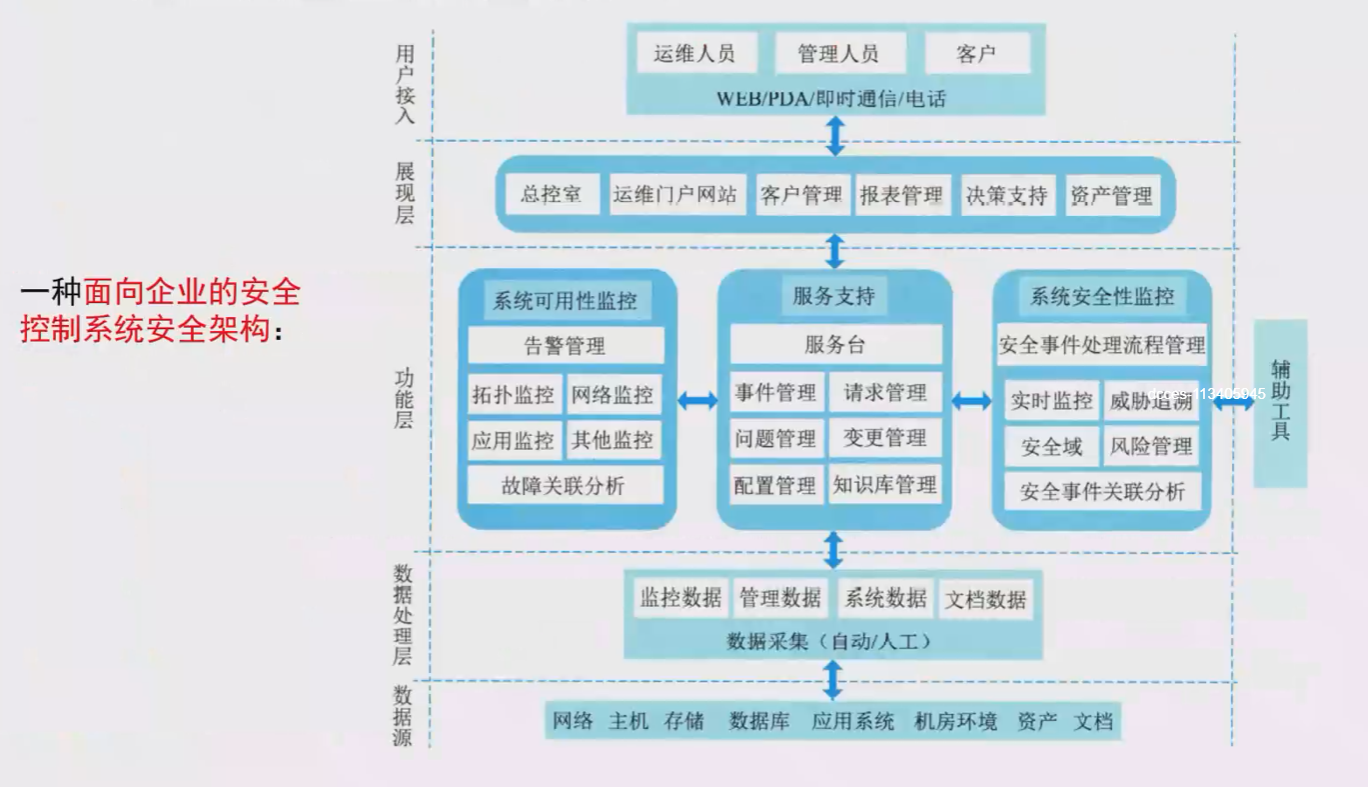 一种面向企业的安全
控制系统安全架构：
用户接入
运维人员 管理人员 客户
WEB/PDA/即时通信/电话
展现层
总控室 运维门户网站 客户管理 报表管理 决策支持 资产管理
功能层
系统可用性监控
告警管理
拓扑监控 网络监控
应用监控 其他监控
故障关联分析
服务支持
服务台
事件管理 请求管理
问题管理 变更管理
配置管理 知识库管理
系统安全性监控
安全事件处理流程管理
实时监控 威胁追溯
安全域 风险管理
安全事件关联分析
辅助工具
数据处理层
监控数据 管理数据 系统数据 文档数据
数据采集（自动/人工）
数据源
网络 主机 存储 数据库 应用系统 机房环境 资产 文档